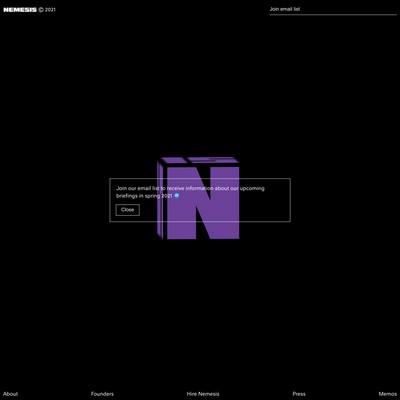 NEMESIS © 2021
Join email list
Join our email list to receive information about our upcoming
briefings in spring 2021
Close
N
About
Founders
Hire Nemesis
Press
Memos